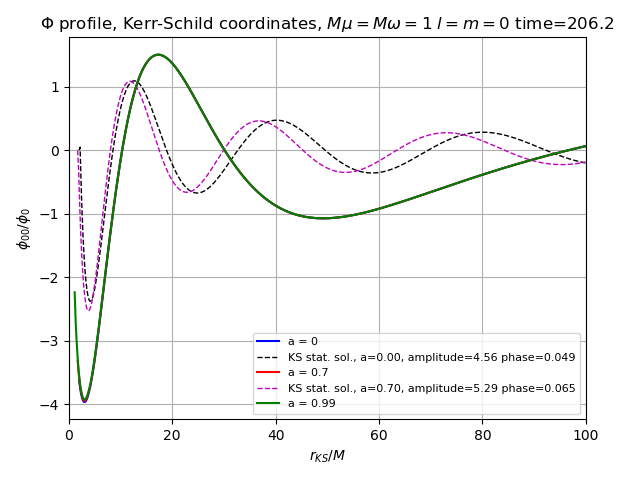 Φ profile, Kerr-Schild coordinates, Mμ = Mω = 1 l = m = 0 time=206.2
ϕ₀₀/ϕ₀
1
0
−1
−2
−3
−4
0 20 40 60 80 100
r_KS/M
a = 0
KS stat. sol., a=0.00, amplitude=4.56 phase=0.049
a = 0.7
KS stat. sol., a=0.70, amplitude=5.29 phase=0.065
a = 0.99